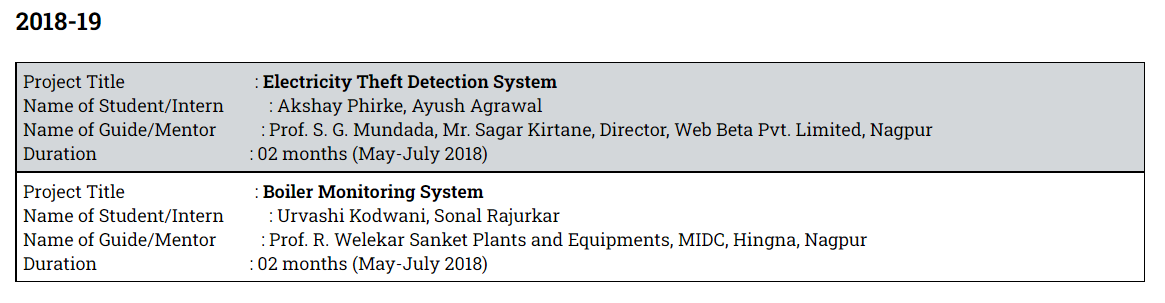 2018-19
Project Title : Electricity Theft Detection System
Name of Student/Intern : Akshay Phirke, Ayush Agrawal
Name of Guide/Mentor : Prof. S. G. Mundada, Mr. Sagar Kirtane, Director, Web Beta Pvt. Limited, Nagpur
Duration : 02 months (May-July 2018)
Project Title : Boiler Monitoring System
Name of Student/Intern : Urvashi Kodwani, Sonal Rajurkar
Name of Guide/Mentor : Prof. R. Welekar Sanket Plants and Equipments, MIDC, Hingna, Nagpur
Duration : 02 months (May-July 2018)